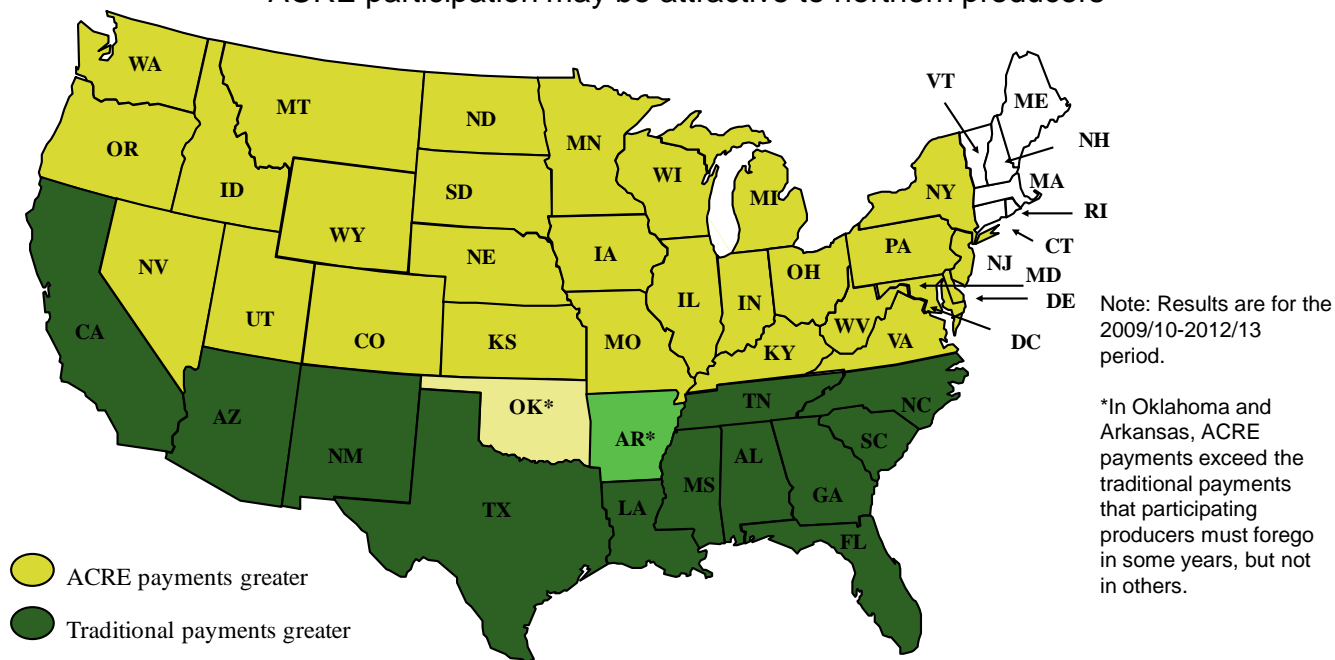 ACRE participation may be attractive to northern producers
WA
MT
ND
MN
VT
ME
OR
ID
SD
WI
MI
NY
NH
MA
WY
RI
NE
IA
PA
CT
NV
OH
NJ
MD
IL
IN
DE
CA
UT
CO
KS
MO
WV
VA
DC
KY
OK*
AR*
TN
NC
AZ
NM
SC
MS
AL
GA
TX
LA
FL
Note: Results are for the
2009/10-2012/13
period.
*In Oklahoma and
Arkansas, ACRE
payments exceed the
traditional payments
that participating
producers must forego
in some years, but not
in others.
ACRE payments greater
Traditional payments greater